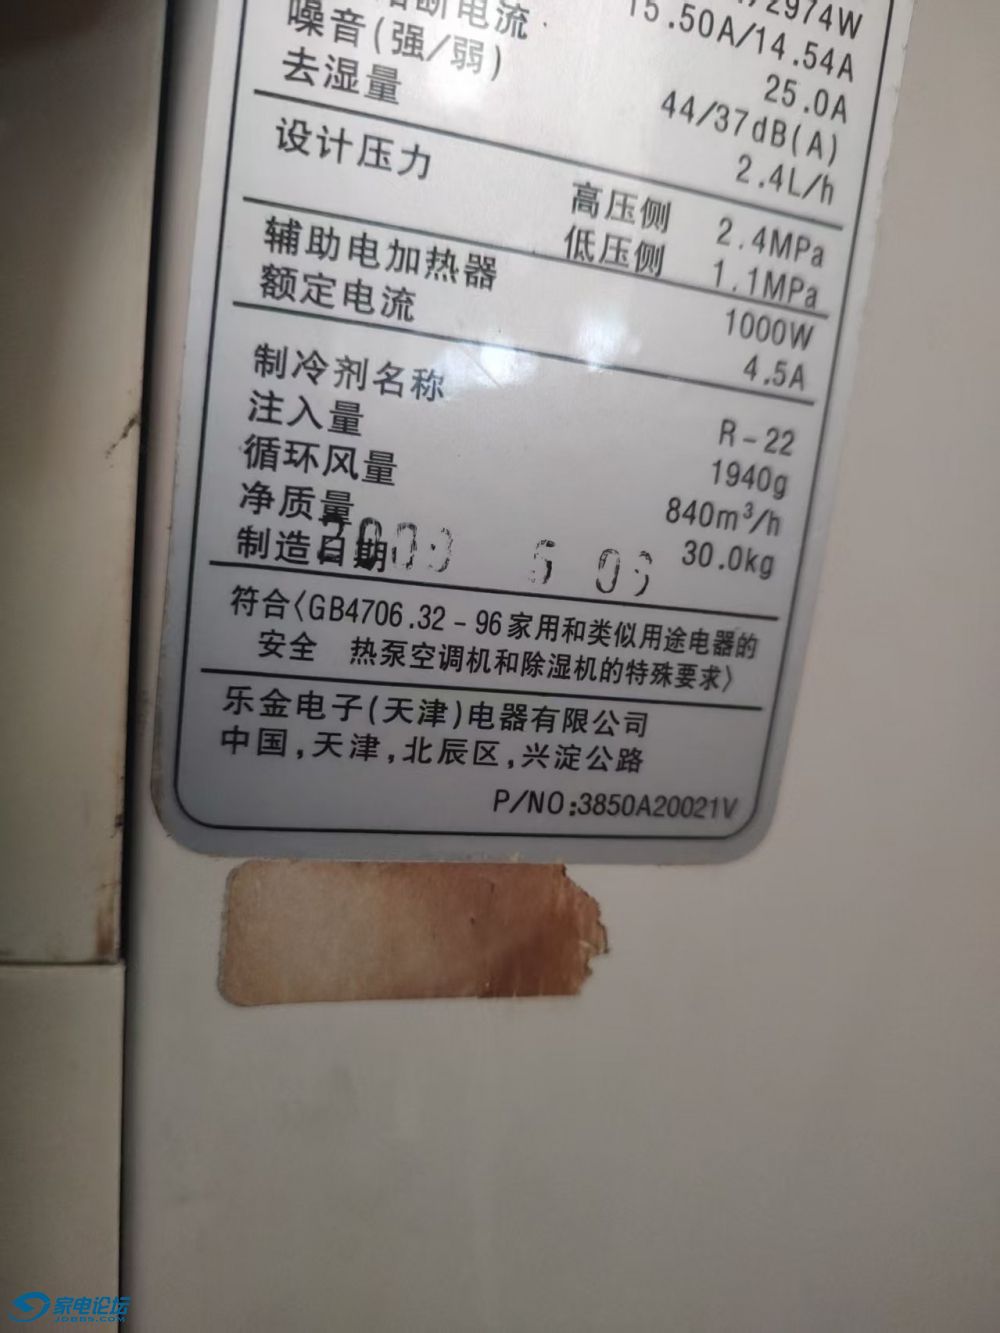 2974W
断电流 15.50A/14.54A
25.0A
噪音(强/弱) 44/37dB(A)
去湿量 2.4L/h
设计压力
高压侧 2.4MPa
低压侧 1.1MPa
辅助电加热器 1000W
额定电流 4.5A
制冷剂名称 R-22
注入量 1940g
循环风量 840m³/h
净质量 30.0kg
制造日期
符合〈GB4706.32-96家用和类似用途电器的
安全 热泵空调机和除湿机的特殊要求〉
乐金电子(天津)电器有限公司
中国,天津,北辰区,兴淀公路
P/NO:3850A20021V
家电论坛
JDBBS.COM